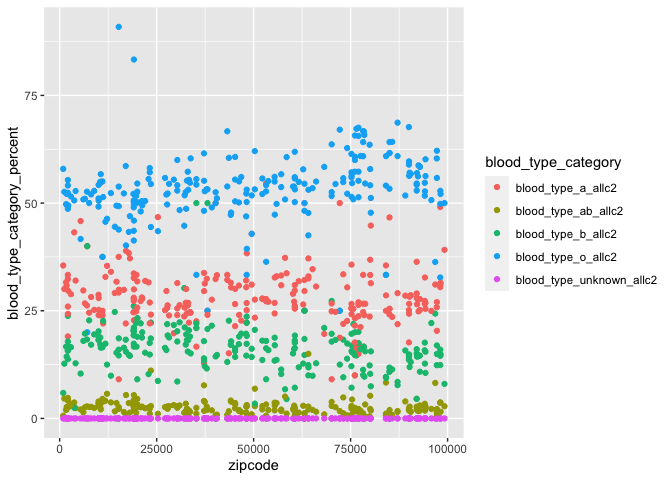 blood_type_category_percent
75
50
25
0
0
25000
50000
75000
100000
zipcode
blood_type_category
blood_type_a_allc2
blood_type_ab_allc2
blood_type_b_allc2
blood_type_o_allc2
blood_type_unknown_allc2